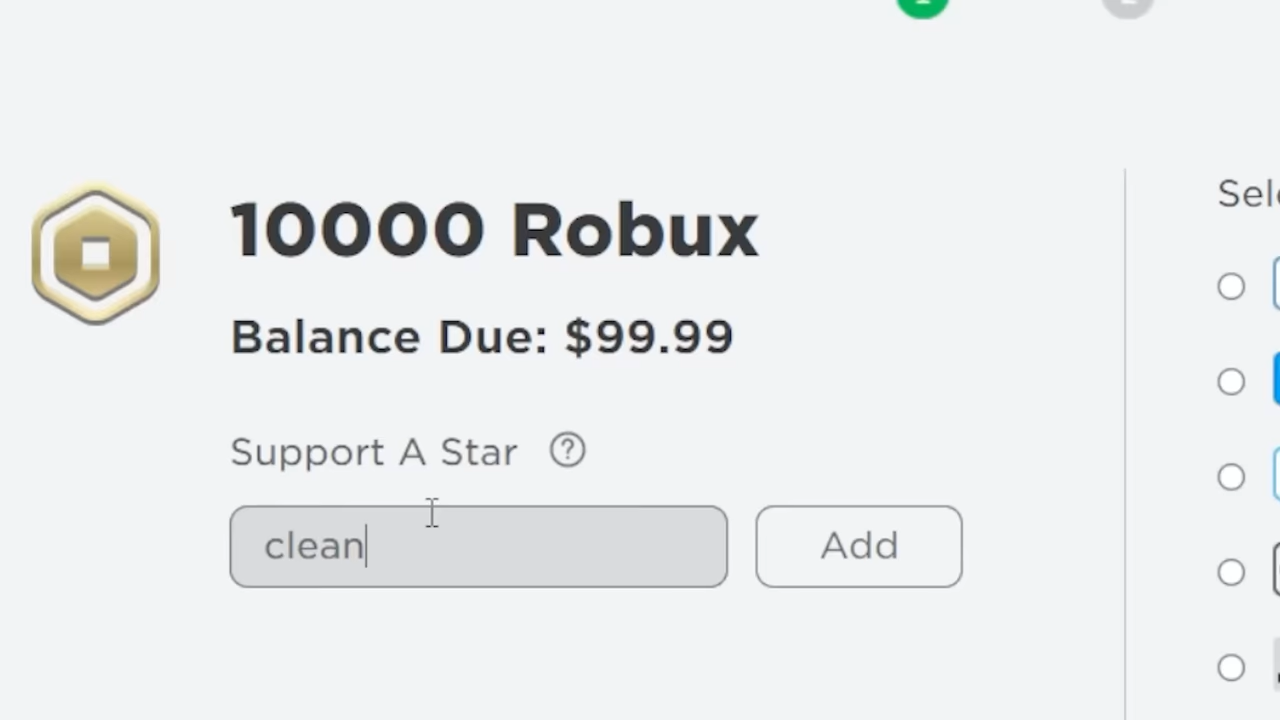 10000 Robux
Balance Due: $99.99
Support A Star ?
clean
Add